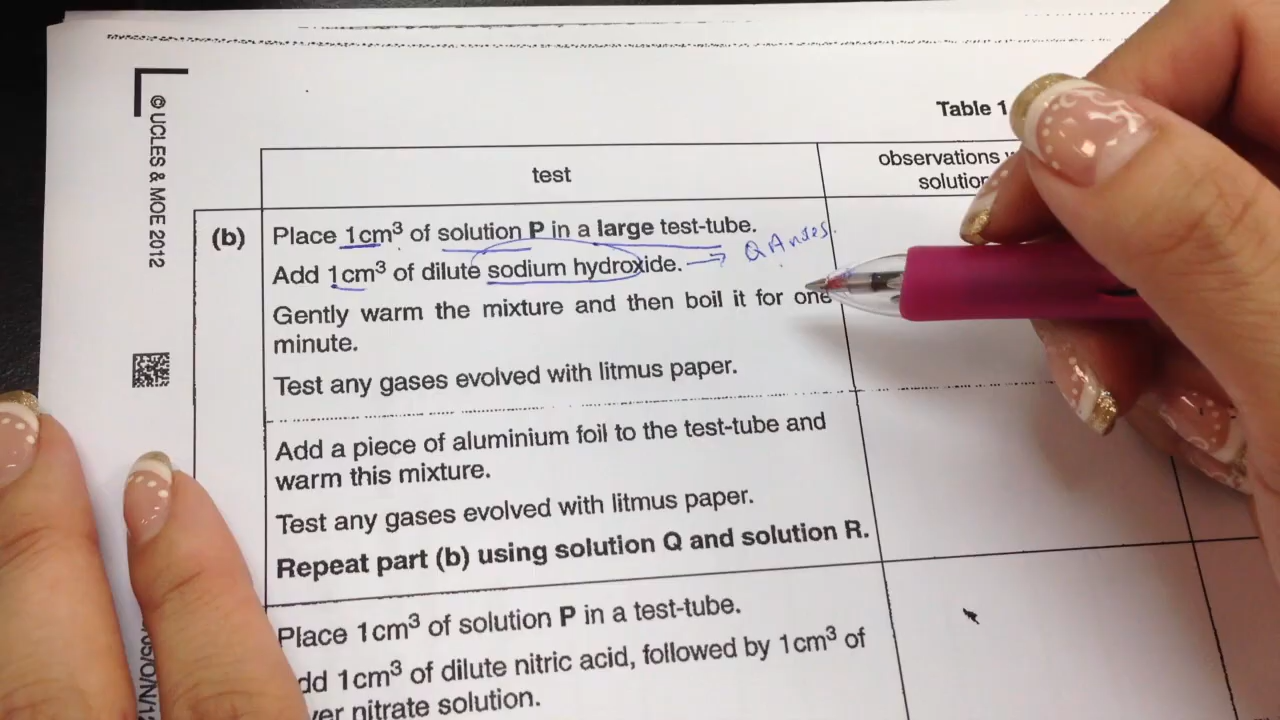 © UCLES & MOE 2012
Table 1
test
observations
solution
(b)
Place 1cm³ of solution P in a large test-tube.
Add 1cm³ of dilute sodium hydroxide. → QA
Gently warm the mixture and then boil it for one
minute.
Test any gases evolved with litmus paper.
Add a piece of aluminium foil to the test-tube and
warm this mixture.
Test any gases evolved with litmus paper.
Repeat part (b) using solution Q and solution R.
Place 1cm³ of solution P in a test-tube.
dd 1cm³ of dilute nitric acid, followed by 1cm³ of
ver nitrate solution.